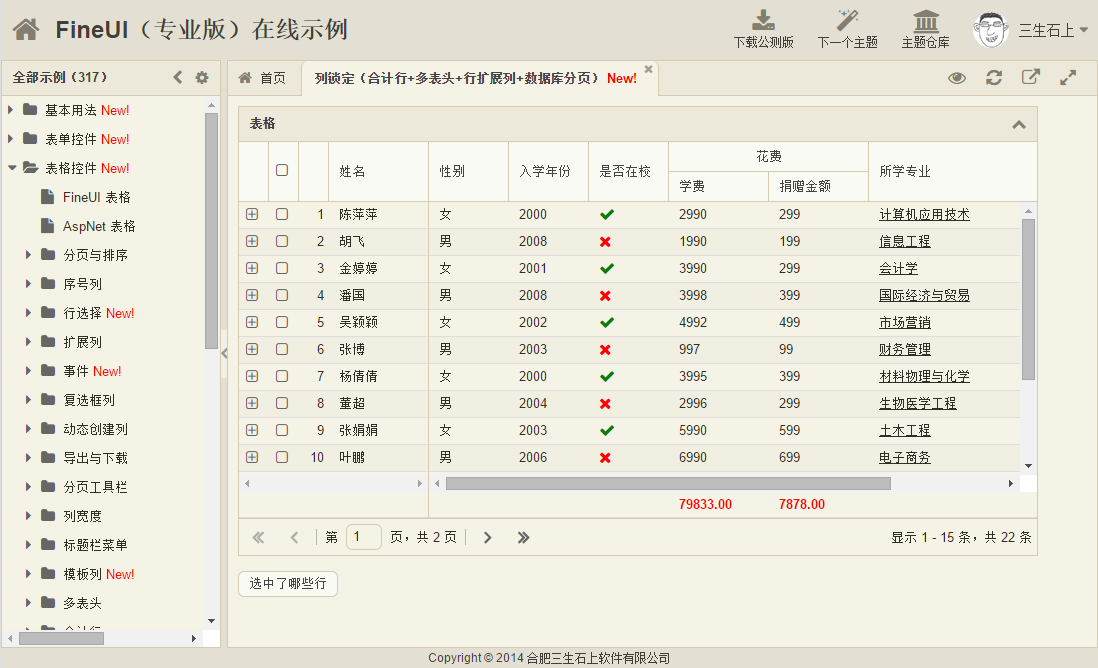 FineUI（专业版）在线示例
下载公测版 下一个主题 主题仓库 三生石上
全部示例（317）
基本用法 New!
表单控件 New!
表格控件 New!
FineUI 表格
AspNet 表格
分页与排序
序号列
行选择 New!
扩展列
事件 New!
复选框列
动态创建列
导出与下载
分页工具栏
列宽度
标题栏菜单
模板列 New!
多表头
合计行
首页 列锁定（合计行+多表头+行扩展列+数据库分页） New!
表格
姓名 性别 入学年份 是否在校 花费 所学专业
学费 捐赠金额
1 陈萍萍 女 2000 2990 299 计算机应用技术
2 胡飞 男 2008 1990 199 信息工程
3 金婷婷 女 2001 3990 299 会计学
4 潘国 男 2008 3998 399 国际经济与贸易
5 吴颖颖 女 2002 4992 499 市场营销
6 张博 男 2003 997 99 财务管理
7 杨倩倩 女 2000 3995 399 材料物理与化学
8 董超 男 2004 2996 299 生物医学工程
9 张娟娟 女 2003 5990 599 土木工程
10 叶鹏 男 2006 6990 699 电子商务
79833.00 7878.00
第 1 页，共 2 页 显示 1 - 15 条，共 22 条
选中了哪些行
Copyright © 2014 合肥三生石上软件有限公司